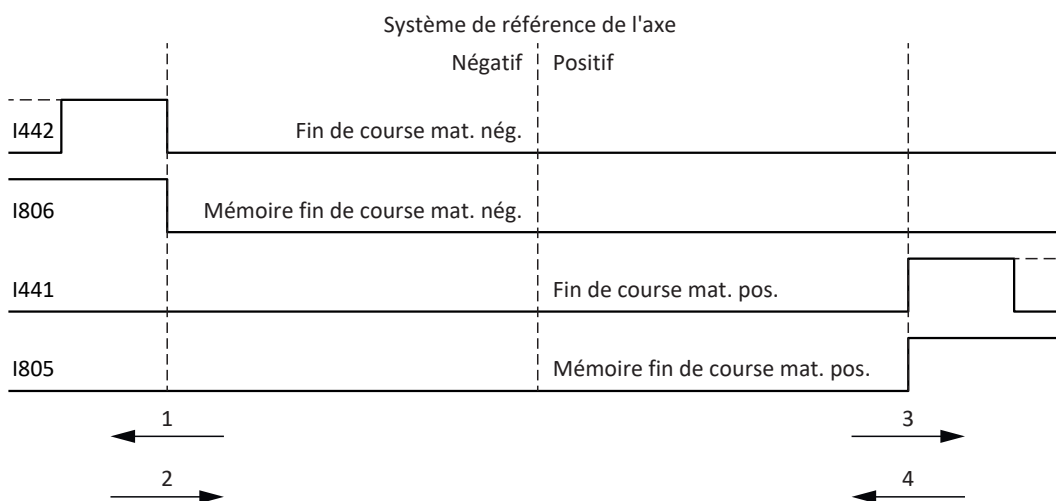 Système de référence de l'axe
Négatif Positif
I442 Fin de course mat. nég.
I806 Mémoire fin de course mat. nég.
I441 Fin de course mat. pos.
I805 Mémoire fin de course mat. pos.
1 3
2 4